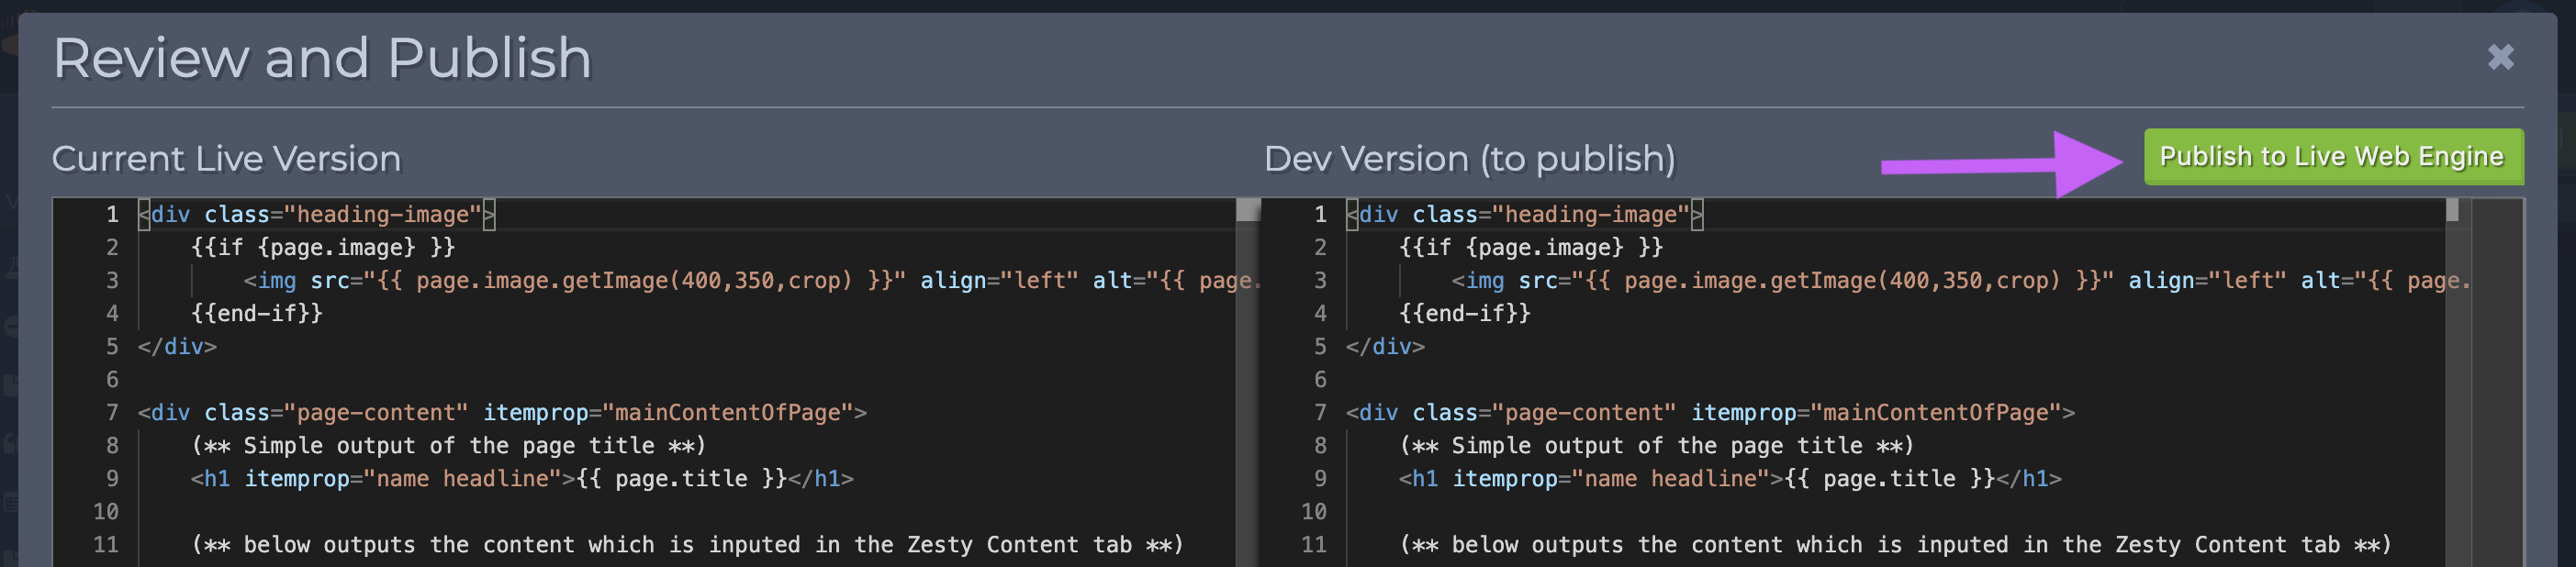 Review and Publish
✖
Current Live Version
Dev Version (to publish)
Publish to Live Web Engine
1 <div class="heading-image">
2 {{if {page.image} }}
3 <img src="{{ page.image.getImage(400,350,crop) }}" align="left" alt="{{ page.
4 {{end-if}}
5 </div>
6
7 <div class="page-content" itemprop="mainContentOfPage">
8 (** Simple output of the page title **)
9 <h1 itemprop="name headline">{{ page.title }}</h1>
10
11 (** below outputs the content which is inputed in the Zesty Content tab **)
1 <div class="heading-image">
2 {{if {page.image} }}
3 <img src="{{ page.image.getImage(400,350,crop) }}" align="left" alt="{{ page.
4 {{end-if}}
5 </div>
6
7 <div class="page-content" itemprop="mainContentOfPage">
8 (** Simple output of the page title **)
9 <h1 itemprop="name headline">{{ page.title }}</h1>
10
11 (** below outputs the content which is inputed in the Zesty Content tab **)